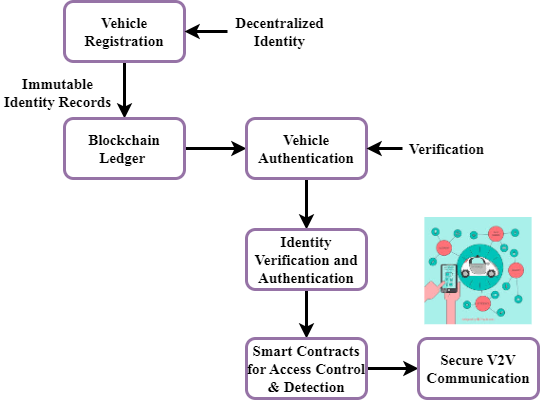 Vehicle
Registration
Decentralized
Identity
Immutable
Identity Records
Blockchain
Ledger
Vehicle
Authentication
Verification
Identity
Verification and
Authentication
Smart Contracts
for Access Control
& Detection
Secure V2V
Communication